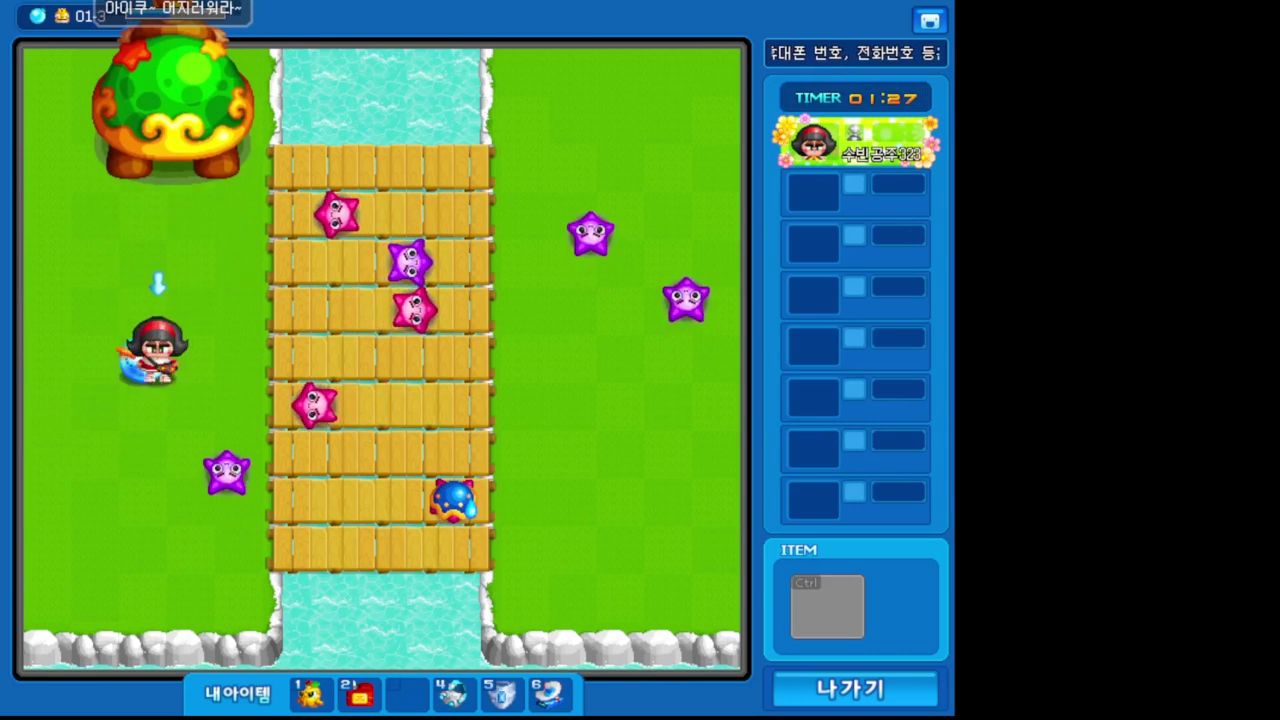 01-3
아이쿠~ 어지러워라~
대폰 번호, 전화번호 등
TIMER 01:27
수빈공주323
ITEM
Ctrl
내아이템
1
2
4
5
6
나가기